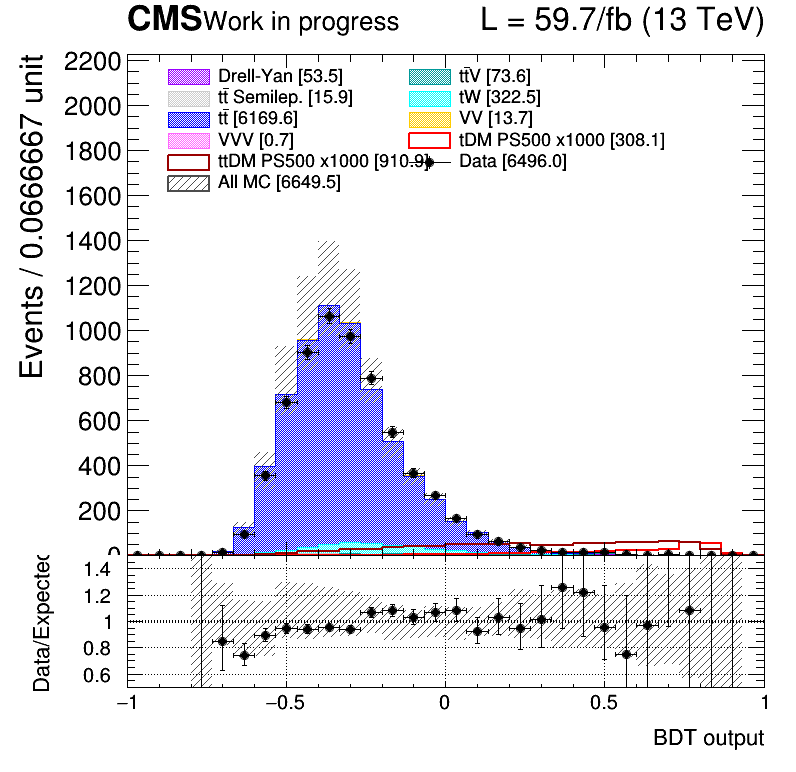 CMS Work in progress L = 59.7/fb (13 TeV)
Events / 0.0666667 unit
2200
2000
1800
1600
1400
1200
1000
800
600
400
200
0
Drell-Yan [53.5]
tt̄V [73.6]
tt̄ Semilep. [15.9]
tW [322.5]
tt̄ [6169.6]
VV [13.7]
VVV [0.7]
tDM PS500 x1000 [308.1]
ttDM PS500 x1000 [910.9]
Data [6496.0]
All MC [6649.5]
Data/Expected
1.4
1.2
1
0.8
0.6
−1 −0.5 0 0.5 1
BDT output